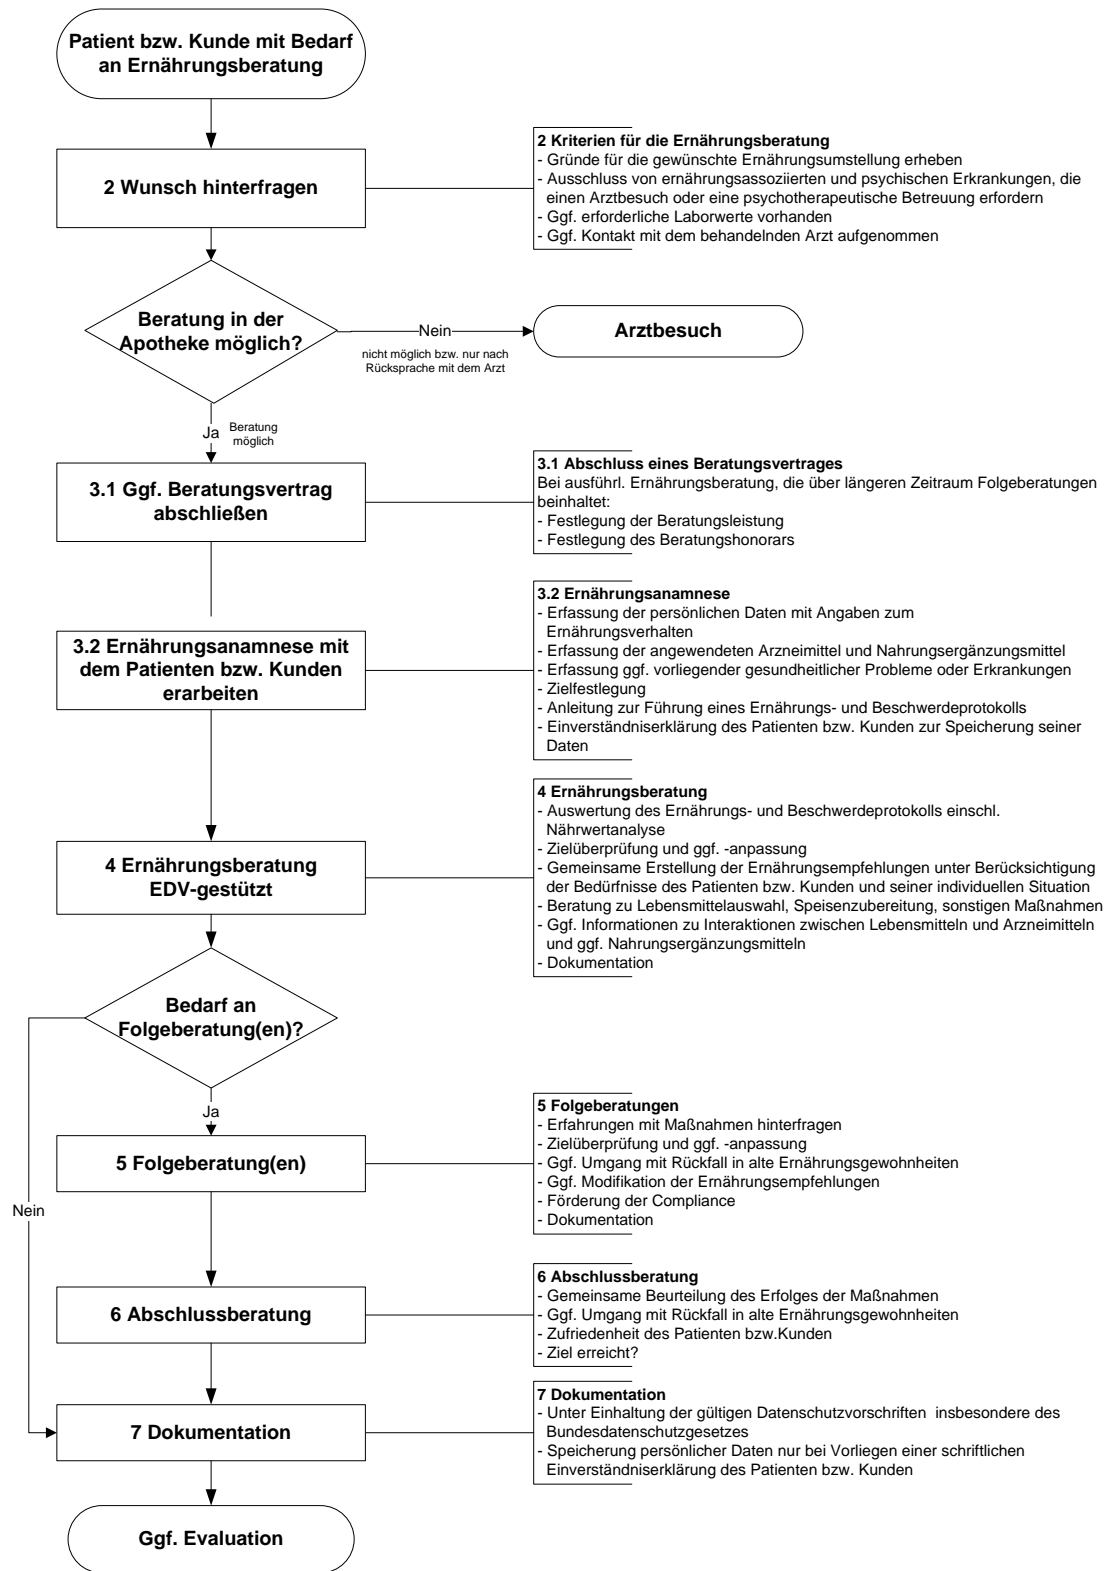 Patient bzw. Kunde mit Bedarf
an Ernährungsberatung
2 Wunsch hinterfragen
2 Kriterien für die Ernährungsberatung
- Gründe für die gewünschte Ernährungsumstellung erheben
- Ausschluss von ernährungsassoziierten und psychischen Erkrankungen, die
einen Arztbesuch oder eine psychotherapeutische Betreuung erfordern
- Ggf. erforderliche Laborwerte vorhanden
- Ggf. Kontakt mit dem behandelnden Arzt aufgenommen
Beratung in der
Apotheke möglich?
Nein
nicht möglich bzw. nur nach
Rücksprache mit dem Arzt
Arztbesuch
Ja
Beratung
möglich
3.1 Ggf. Beratungsvertrag
abschließen
3.1 Abschluss eines Beratungsvertrages
Bei ausführl. Ernährungsberatung, die über längeren Zeitraum Folgeberatungen
beinhaltet:
- Festlegung der Beratungsleistung
- Festlegung des Beratungshonorars
3.2 Ernährungsanamnese mit
dem Patienten bzw. Kunden
erarbeiten
3.2 Ernährungsanamnese
- Erfassung der persönlichen Daten mit Angaben zum
Ernährungsverhalten
- Erfassung der angewendeten Arzneimittel und Nahrungsergänzungsmittel
- Erfassung ggf. vorliegender gesundheitlicher Probleme oder Erkrankungen
- Zielfestlegung
- Anleitung zur Führung eines Ernährungs- und Beschwerdeprotokolls
- Einverständniserklärung des Patienten bzw. Kunden zur Speicherung seiner
Daten
4 Ernährungsberatung
EDV-gestützt
4 Ernährungsberatung
- Auswertung des Ernährungs- und Beschwerdeprotokolls einschl.
Nährwertanalyse
- Zielüberprüfung und ggf. -anpassung
- Gemeinsame Erstellung der Ernährungsempfehlungen unter Berücksichtigung
der Bedürfnisse des Patienten bzw. Kunden und seiner individuellen Situation
- Beratung zu Lebensmittelauswahl, Speisenzubereitung, sonstigen Maßnahmen
- Ggf. Informationen zu Interaktionen zwischen Lebensmitteln und Arzneimitteln
und ggf. Nahrungsergänzungsmitteln
- Dokumentation
Bedarf an
Folgeberatung(en)?
Ja
5 Folgeberatung(en)
5 Folgeberatungen
- Erfahrungen mit Maßnahmen hinterfragen
- Zielüberprüfung und ggf. -anpassung
- Ggf. Umgang mit Rückfall in alte Ernährungsgewohnheiten
- Ggf. Modifikation der Ernährungsempfehlungen
- Förderung der Compliance
- Dokumentation
Nein
6 Abschlussberatung
6 Abschlussberatung
- Gemeinsame Beurteilung des Erfolges der Maßnahmen
- Ggf. Umgang mit Rückfall in alte Ernährungsgewohnheiten
- Zufriedenheit des Patienten bzw.Kunden
- Ziel erreicht?
7 Dokumentation
7 Dokumentation
- Unter Einhaltung der gültigen Datenschutzvorschriften insbesondere des
Bundesdatenschutzgesetzes
- Speicherung persönlicher Daten nur bei Vorliegen einer schriftlichen
Einverständniserklärung des Patienten bzw. Kunden
Ggf. Evaluation